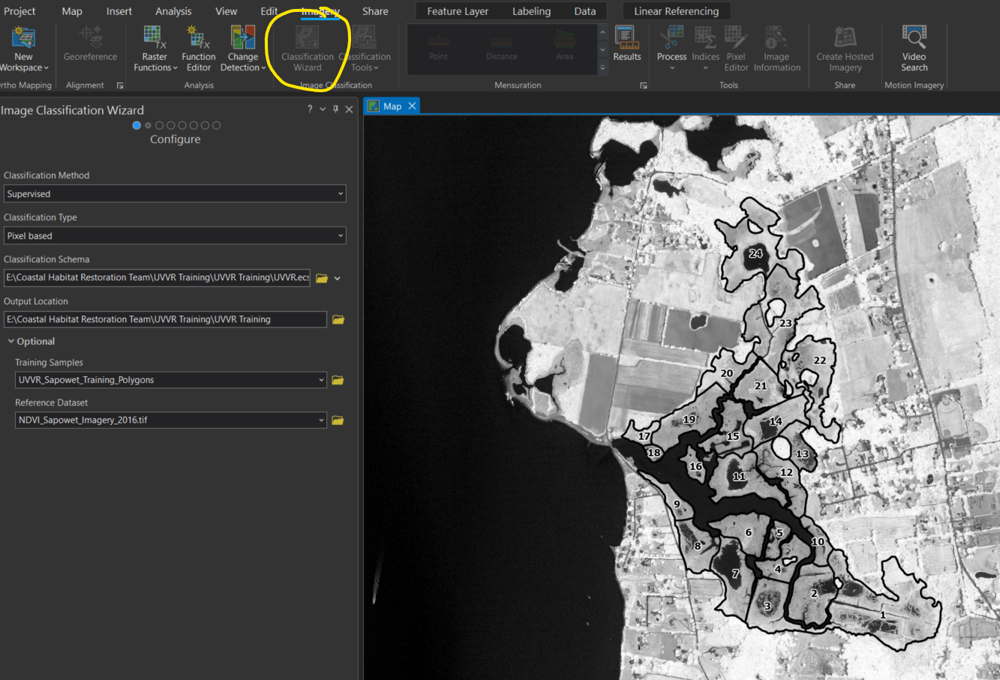 Project Map Insert Analysis View Edit Imagery Share Feature Layer Labeling Data Linear Referencing
New Workspace
Georeference
Raster Functions
Function Editor
Change Detection
Classification Wizard
Classification Tools
Point
Distance
Area
Results
Process
Indices
Pixel Editor
Image Information
Create Hosted Imagery
Video Search
rtho Mapping Alignment Analysis Image Classification Mensuration Tools Share Motion Imagery
Image Classification Wizard ?
Map
Configure
Classification Method
Supervised
Classification Type
Pixel based
Classification Schema
E:\Coastal Habitat Restoration Team\UVVR Training\UVVR Training\UVVR.ecs
Output Location
E:\Coastal Habitat Restoration Team\UVVR Training\UVVR Training
Optional
Training Samples
UVVR_Sapowet_Training_Polygons
Reference Dataset
NDVI_Sapowet_Imagery_2016.tif
24
23
22
20
21
19
14
17
15
18
13
16
12
11
9
6
5
8
10
4
7
2
3
1